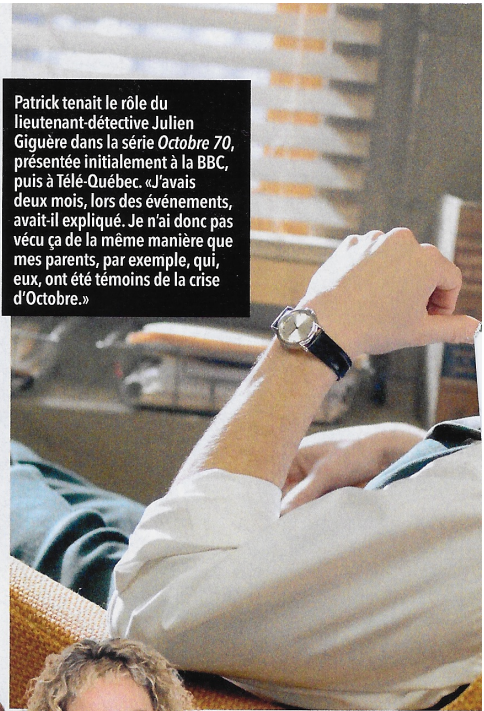 Patrick tenait le rôle du
lieutenant-détective Julien
Giguère dans la série Octobre 70,
présentée initialement à la BBC,
puis à Télé-Québec. «J’avais
deux mois, lors des événements,
avait-il expliqué. Je n’ai donc pas
vécu ça de la même manière que
mes parents, par exemple, qui,
eux, ont été témoins de la crise
d’Octobre.»